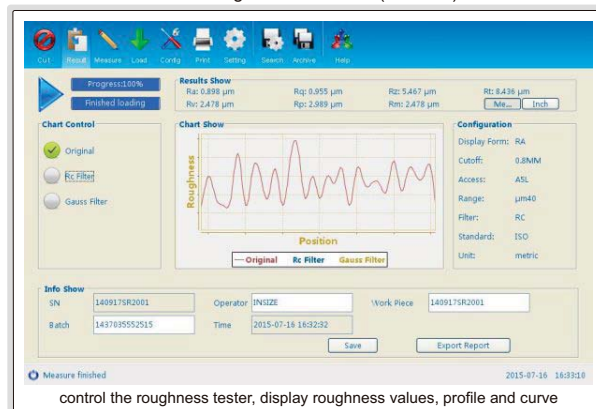 Cut Result Measure Load Config Print Setting Search Archive Help
Progress:100%
Finished loading
Results Show
Ra: 0.898 μm Rq: 0.955 μm Rz: 5.467 μm Rt: 8.436 μm
Rv: 2.478 μm Rp: 2.989 μm Rm: 2.478 μm Me... Inch
Chart Control
Original
Rc Filter
Gauss Filter
Chart Show
Roughness
Position
Original Rc Filter Gauss Filter
Configuration
Display Form: RA
Cutoff: 0.8MM
Access: A5L
Range: μm40
Filter: RC
Standard: ISO
Unit: metric
Info Show
SN 140917SR2001 Operator INSIZE Work Piece 140917SR2001
Batch 1437035552515 Time 2015-07-16 16:32:32
Save Export Report
Measure finished 2015-07-16 16:33:10
control the roughness tester, display roughness values, profile and curve